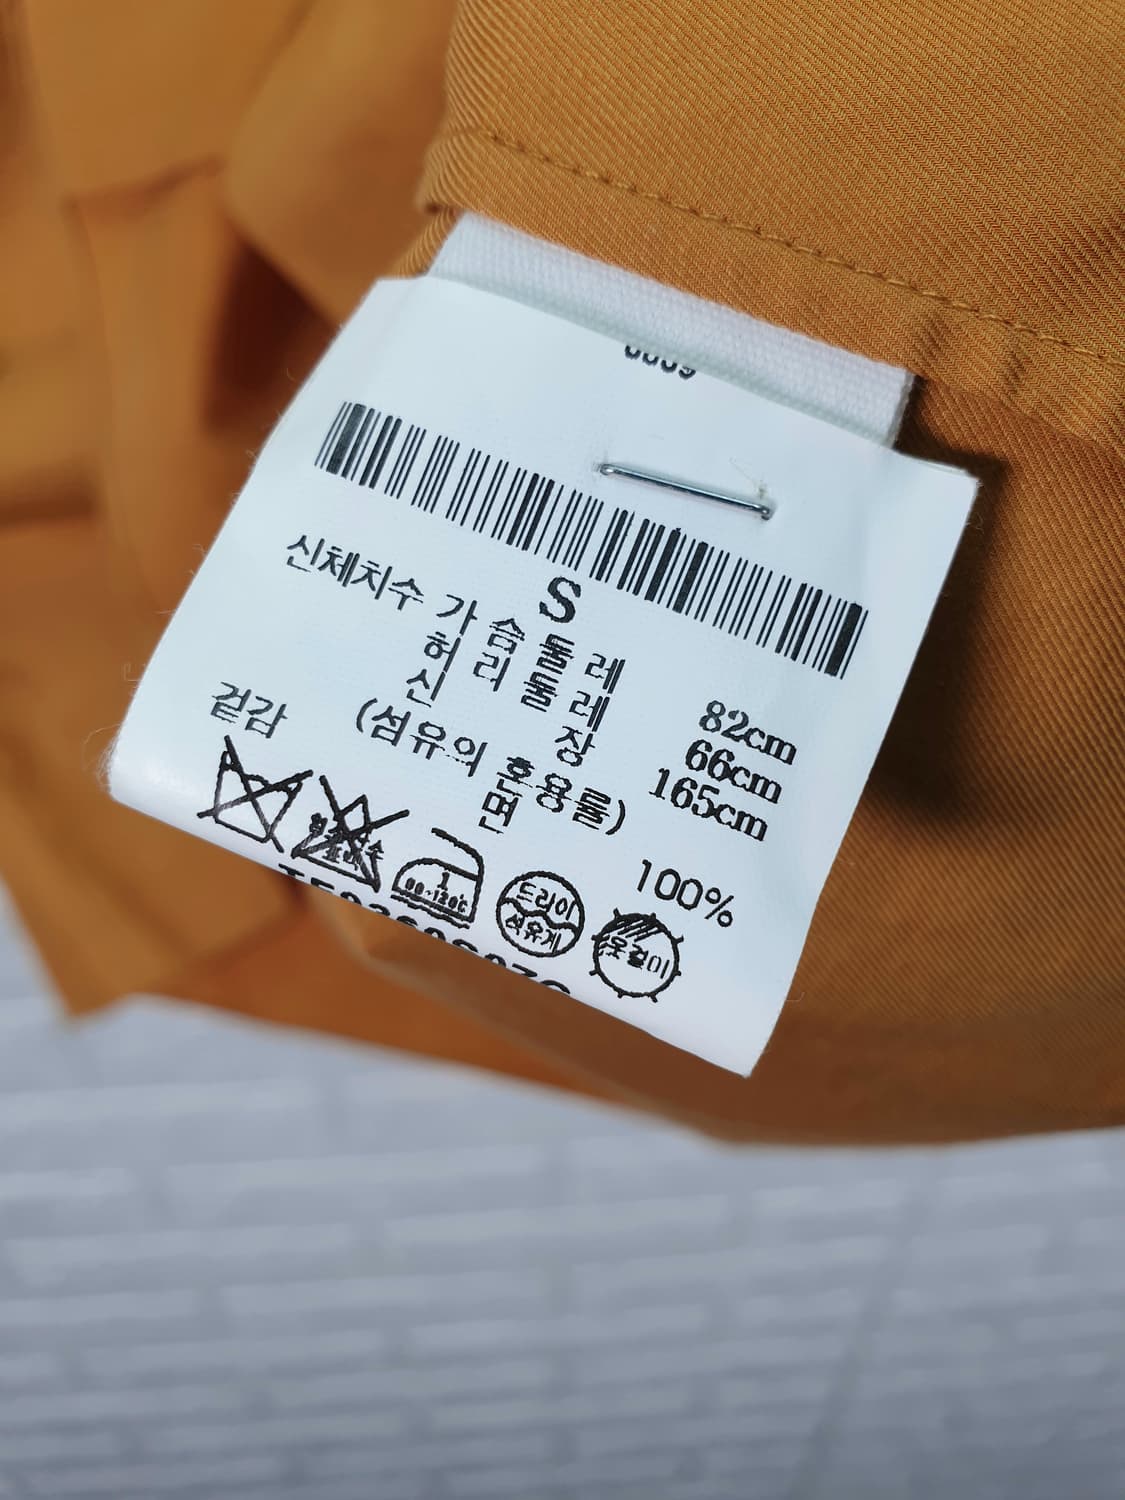 S
신체치수 가슴둘레 82cm
허리둘레 66cm
신장 165cm
(섬유의 혼용률)
겉감 면 100%
드라이
석유계
옷걸이